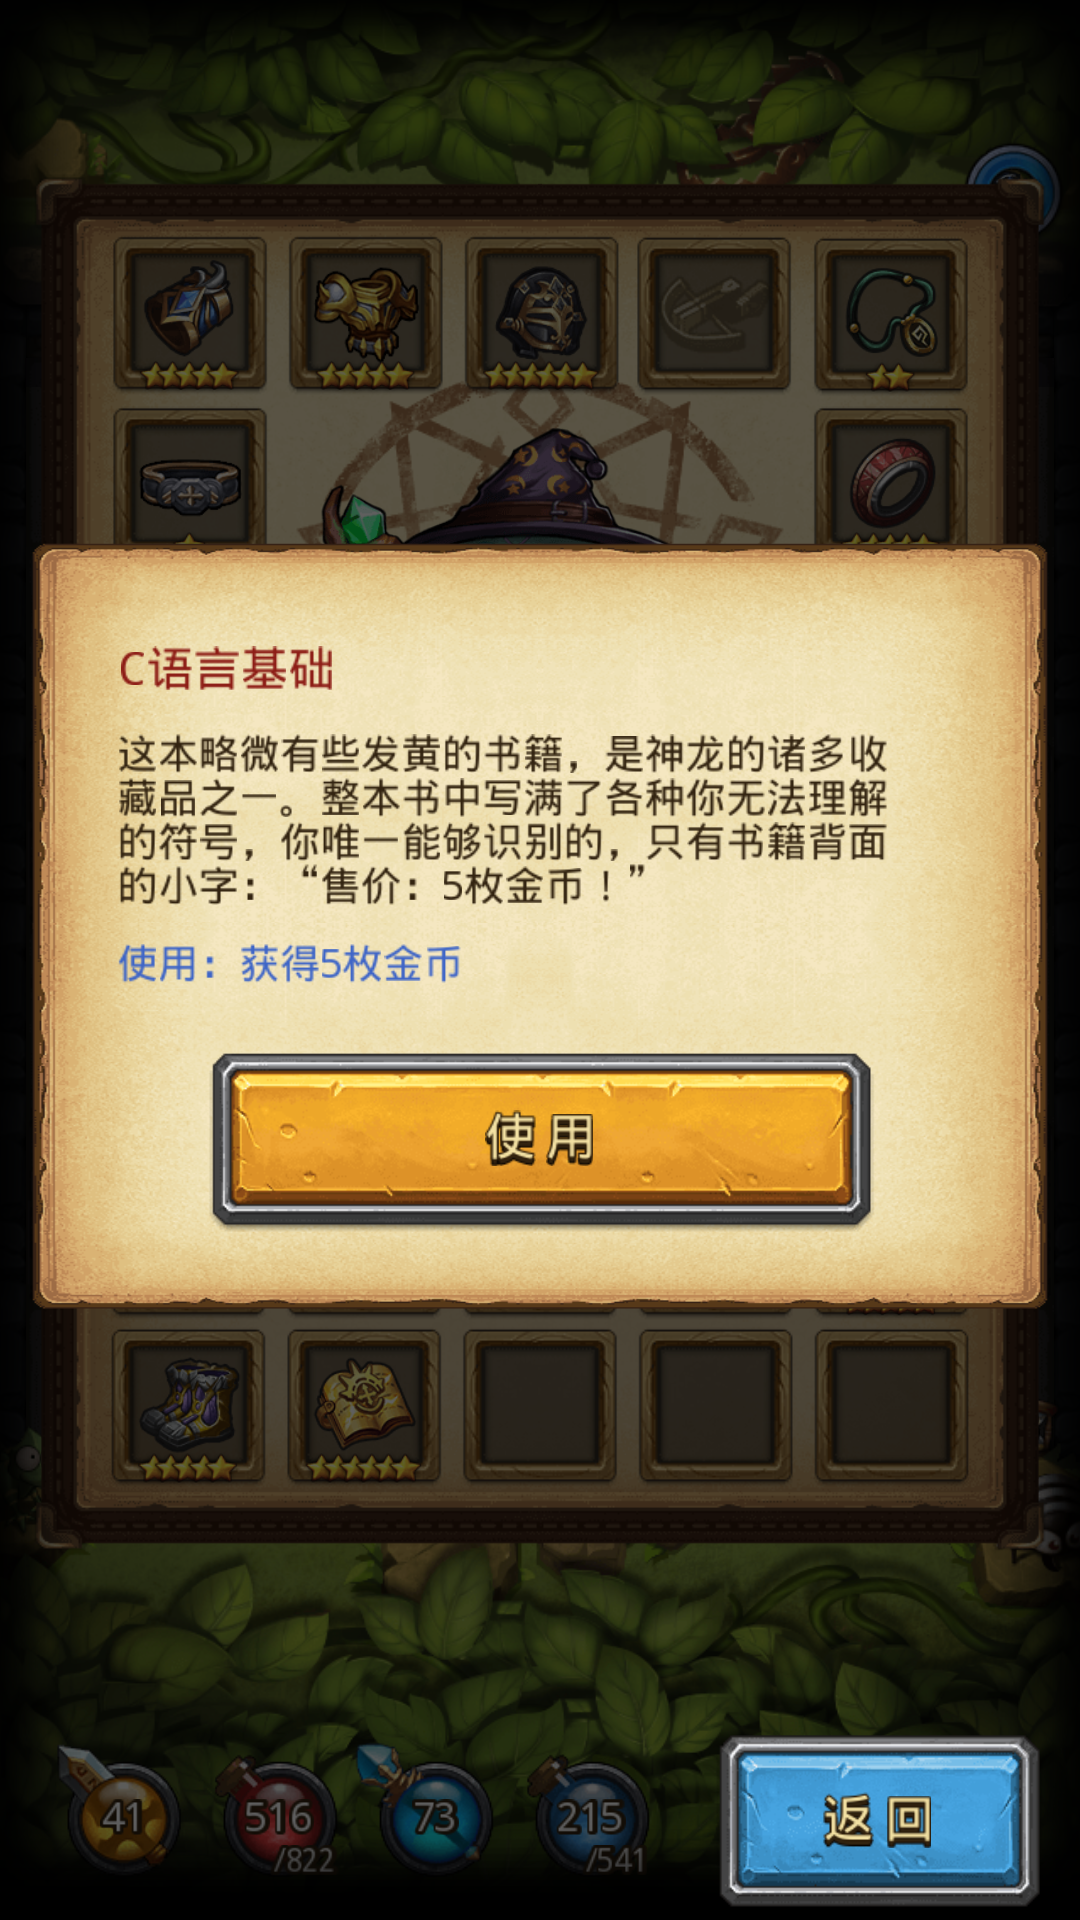 C语言基础
这本略微有些发黄的书籍，是神龙的诸多收
藏品之一。整本书中写满了各种你无法理解
的符号，你唯一能够识别的，只有书籍背面
的小字：“售价：5枚金币！”
使用：获得5枚金币
使用
41
516
/822
73
215
/541
返回